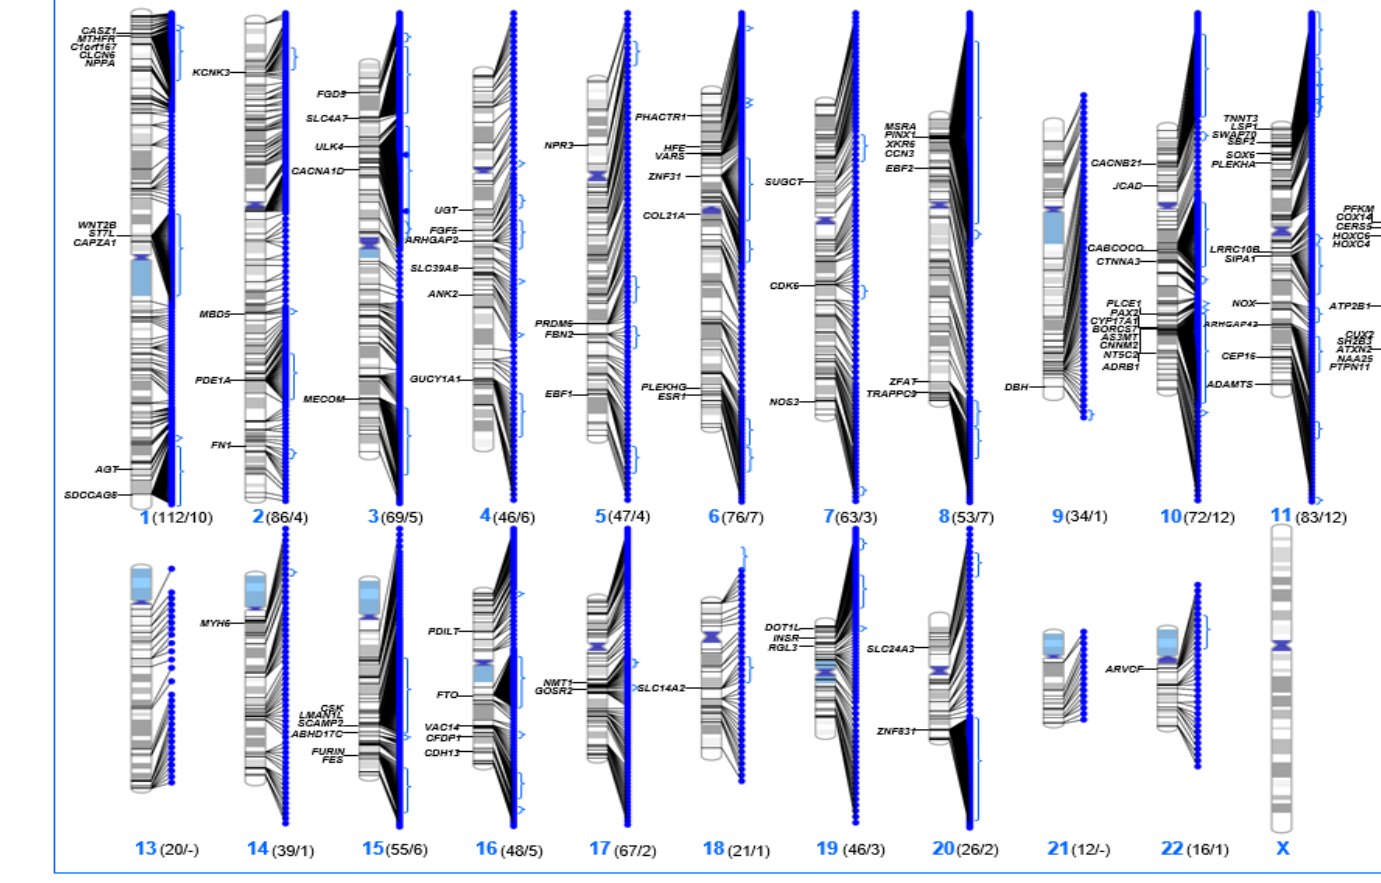 CASZ1
MTHFR
C1orf167
CLCN6
NPPA
WNT2B
ST7L
CAPZA1
AGT
SDCCAG8
1 (112/10)
KCNK3
MBD5
PDE1A
FN1
2 (86/4)
FGD5
SLC4A7
ULK4
CACNA1D
MECOM
3 (69/5)
UGT
FGF5
ARHGAP2
SLC39A8
ANK2
GUCY1A1
4 (46/6)
NPR3
PRDM6
FBN2
EBF1
5 (47/4)
PHACTR1
HFE
VARS
ZNF31
COL21A
PLEKHG
ESR1
6 (76/7)
SUGCT
CDK6
NOS3
7 (63/3)
MSRA
PINX1
XKR6
CCN3
EBF2
ZFAT
TRAPPC9
8 (53/7)
DBH
9 (34/1)
CACNB21
JCAD
CABCOCO
CTNNA3
PLCE1
PAX2
CYP17A1
BORCS7
AS3MT
CNNM2
NT5C2
ADRB1
10 (72/12)
TNNT3
LSP1
SWAP70
SBF2
SOX6
PLEKHA
LRRC10B
SIPA1
NOX
ARHGAP42
CEP16
ADAMTS
11 (83/12)
PFKM
COX14
CERS5
HOXC6
HOXC4
ATP2B1
CUX2
SH2B3
ATXN2
NAA25
PTPN11
13 (20/-)
MYH6
14 (39/1)
CSK
LMAN1L
SCAMP2
ABHD17C
FURIN
FES
15 (55/6)
PDILT
FTO
VAC14
CFDP1
CDH13
16 (48/5)
NMT1
GOSR2
17 (67/2)
SLC14A2
18 (21/1)
DOT1L
INSR
RGL3
19 (46/3)
SLC24A3
ZNF831
20 (26/2)
21 (12/-)
ARVCF
22 (16/1)
X